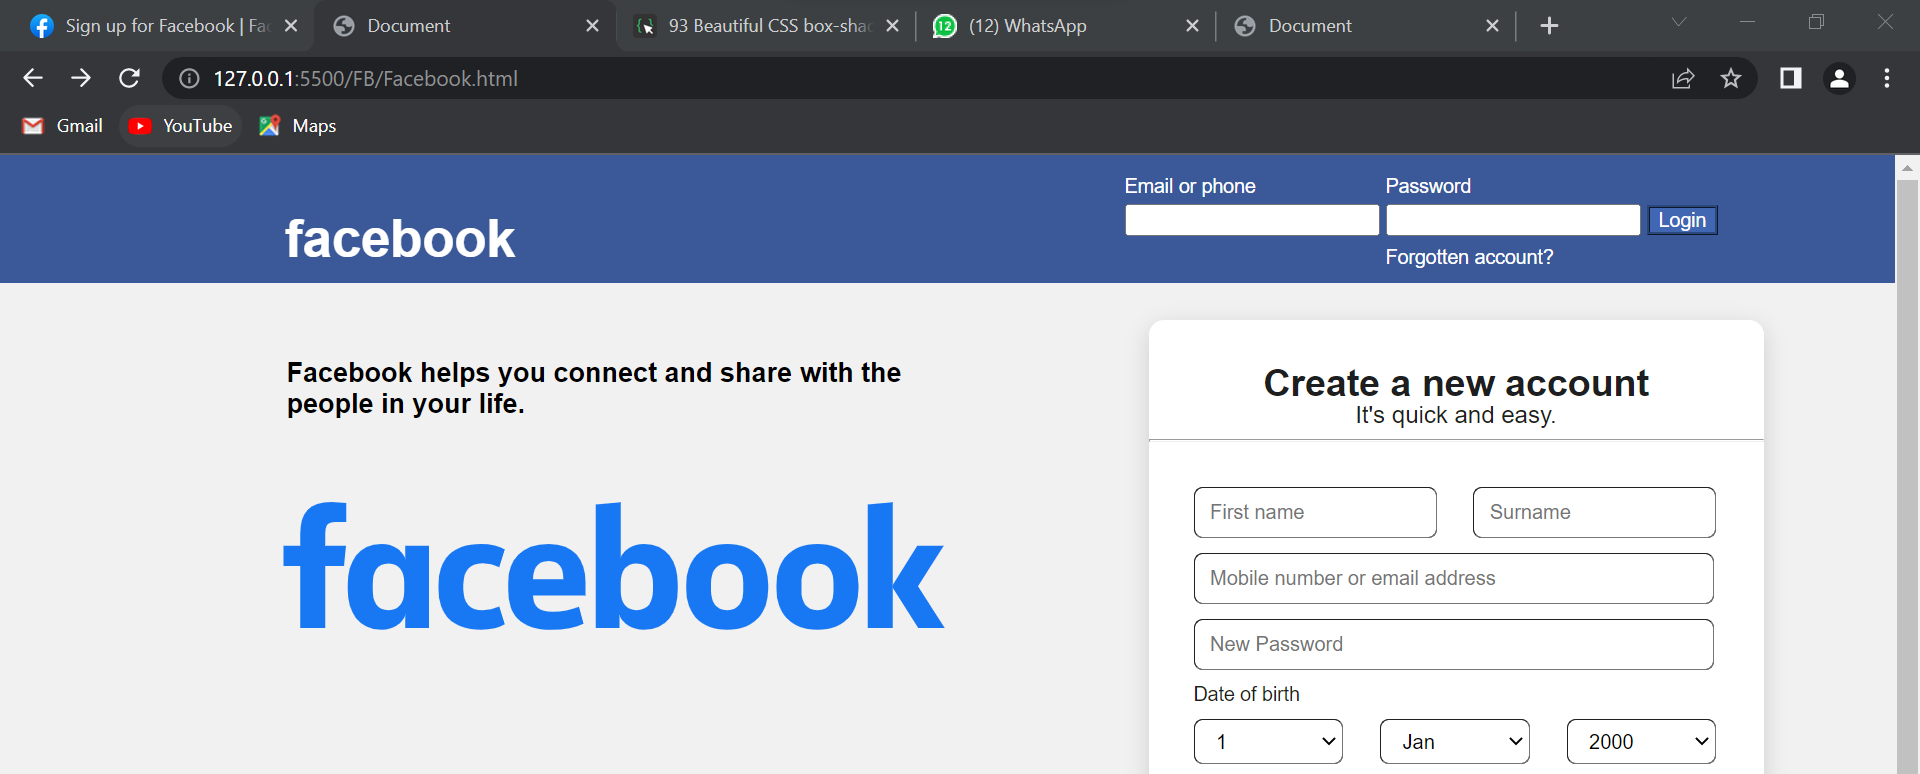 Sign up for Facebook | Fac
Document
93 Beautiful CSS box-shad
12
(12) WhatsApp
Document
127.0.0.1:5500/FB/Facebook.html
Gmail
YouTube
Maps
Email or phone
Password
facebook
Login
Forgotten account?
Facebook helps you connect and share with the
people in your life.
facebook
Create a new account
It's quick and easy.
First name
Surname
Mobile number or email address
New Password
Date of birth
1
Jan
2000